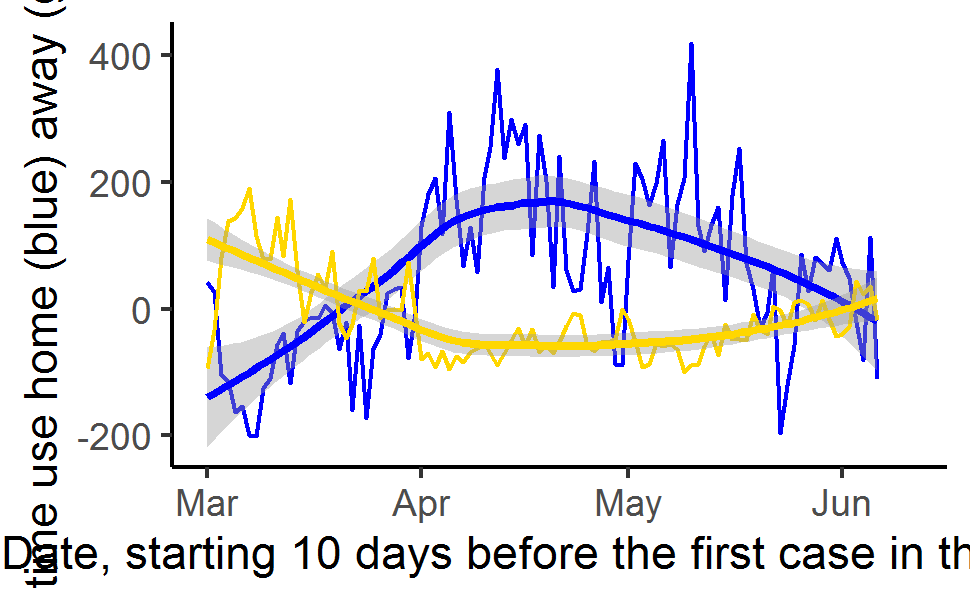 time use home (blue) away (
400
200
0
-200
Mar Apr May Jun
Date, starting 10 days before the first case in th